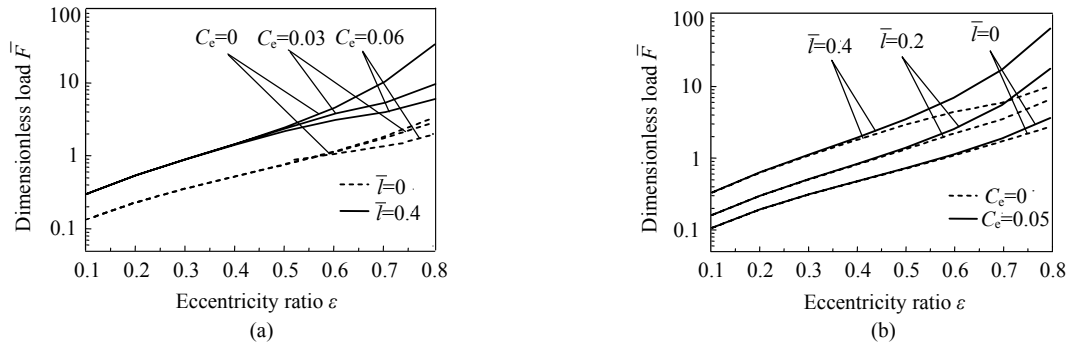 100
10
1
0.1
Dimensionless load F̅
Cₑ=0 Cₑ=0.03 Cₑ=0.06
l̅=0
l̅=0.4
0.1 0.2 0.3 0.4 0.5 0.6 0.7 0.8
Eccentricity ratio ε
(a)
100
10
1
0.1
Dimensionless load F̅
l̅=0.4 l̅=0.2 l̅=0
Cₑ=0
Cₑ=0.05
0.1 0.2 0.3 0.4 0.5 0.6 0.7 0.8
Eccentricity ratio ε
(b)